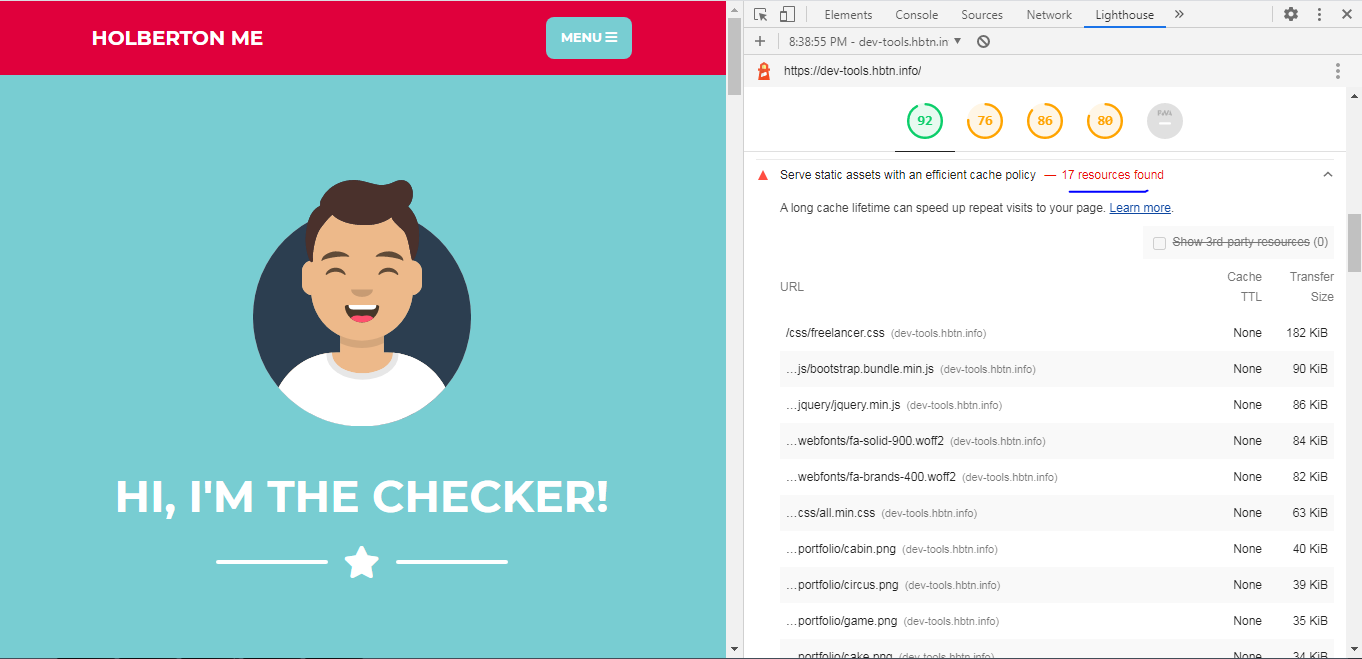 HOLBERTON ME
MENU
HI, I'M THE CHECKER!
Elements Console Sources Network Lighthouse
8:38:55 PM - dev-tools.hbtn.in
https://dev-tools.hbtn.info/
92 76 86 80 PWA
Serve static assets with an efficient cache policy — 17 resources found
A long cache lifetime can speed up repeat visits to your page. Learn more.
Show 3rd-party resources (0)
URL Cache TTL Transfer Size
/css/freelancer.css (dev-tools.hbtn.info) None 182 KiB
…js/bootstrap.bundle.min.js (dev-tools.hbtn.info) None 90 KiB
…jquery/jquery.min.js (dev-tools.hbtn.info) None 86 KiB
…webfonts/fa-solid-900.woff2 (dev-tools.hbtn.info) None 84 KiB
…webfonts/fa-brands-400.woff2 (dev-tools.hbtn.info) None 82 KiB
…css/all.min.css (dev-tools.hbtn.info) None 63 KiB
…portfolio/cabin.png (dev-tools.hbtn.info) None 40 KiB
…portfolio/circus.png (dev-tools.hbtn.info) None 39 KiB
…portfolio/game.png (dev-tools.hbtn.info) None 35 KiB
…portfolio/cake.png (dev-tools.hbtn.info) None 34 KiB